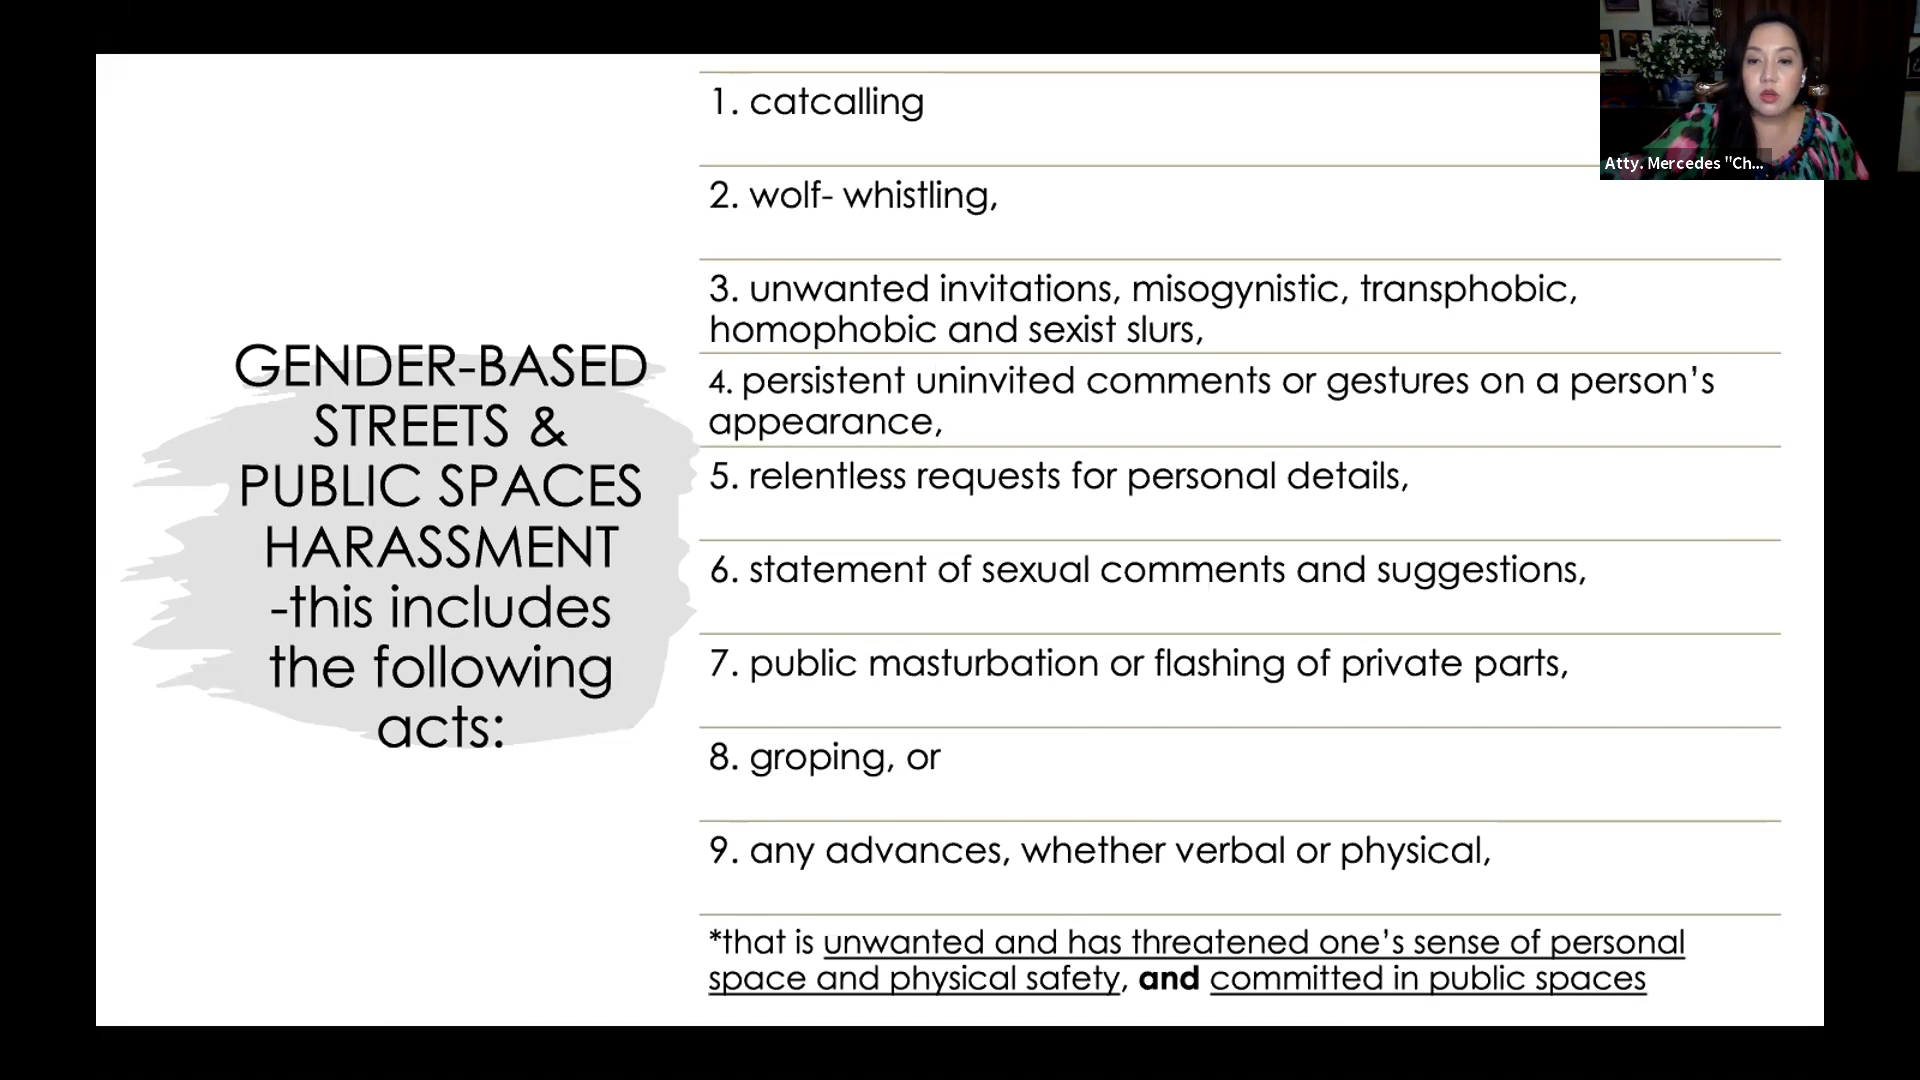 GENDER-BASED
STREETS &
PUBLIC SPACES
HARASSMENT
-this includes
the following
acts:
1. catcalling
2. wolf- whistling,
3. unwanted invitations, misogynistic, transphobic,
homophobic and sexist slurs,
4. persistent uninvited comments or gestures on a person’s
appearance,
5. relentless requests for personal details,
6. statement of sexual comments and suggestions,
7. public masturbation or flashing of private parts,
8. groping, or
9. any advances, whether verbal or physical,
*that is unwanted and has threatened one’s sense of personal
space and physical safety, and committed in public spaces
Atty. Mercedes "Ch...